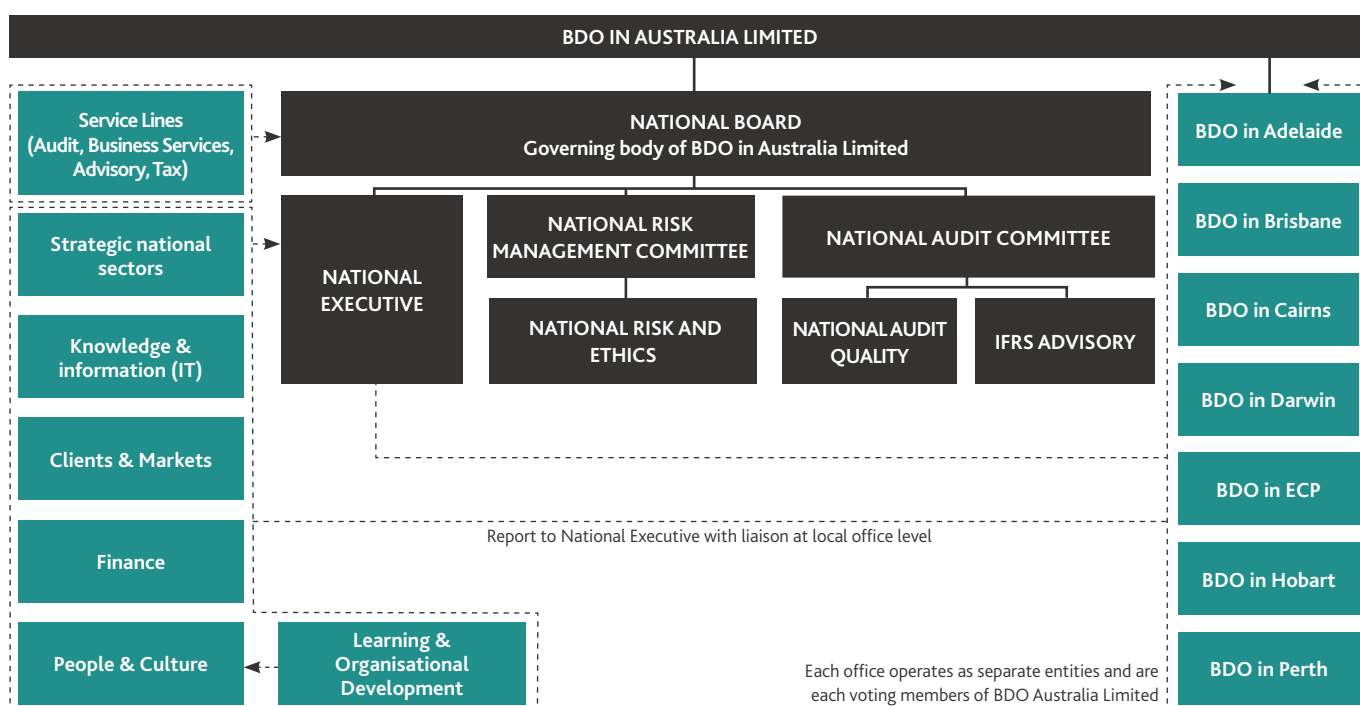 BDO IN AUSTRALIA LIMITED
Service Lines
(Audit, Business Services,
Advisory, Tax)
Strategic national
sectors
Knowledge &
information (IT)
Clients & Markets
Finance
People & Culture
Learning &
Organisational
Development
NATIONAL BOARD
Governing body of BDO in Australia Limited
NATIONAL
EXECUTIVE
NATIONAL RISK
MANAGEMENT COMMITTEE
NATIONAL RISK AND
ETHICS
NATIONAL AUDIT COMMITTEE
NATIONAL AUDIT
QUALITY
IFRS ADVISORY
Report to National Executive with liaison at local office level
Each office operates as separate entities and are
each voting members of BDO Australia Limited
BDO in Adelaide
BDO in Brisbane
BDO in Cairns
BDO in Darwin
BDO in ECP
BDO in Hobart
BDO in Perth